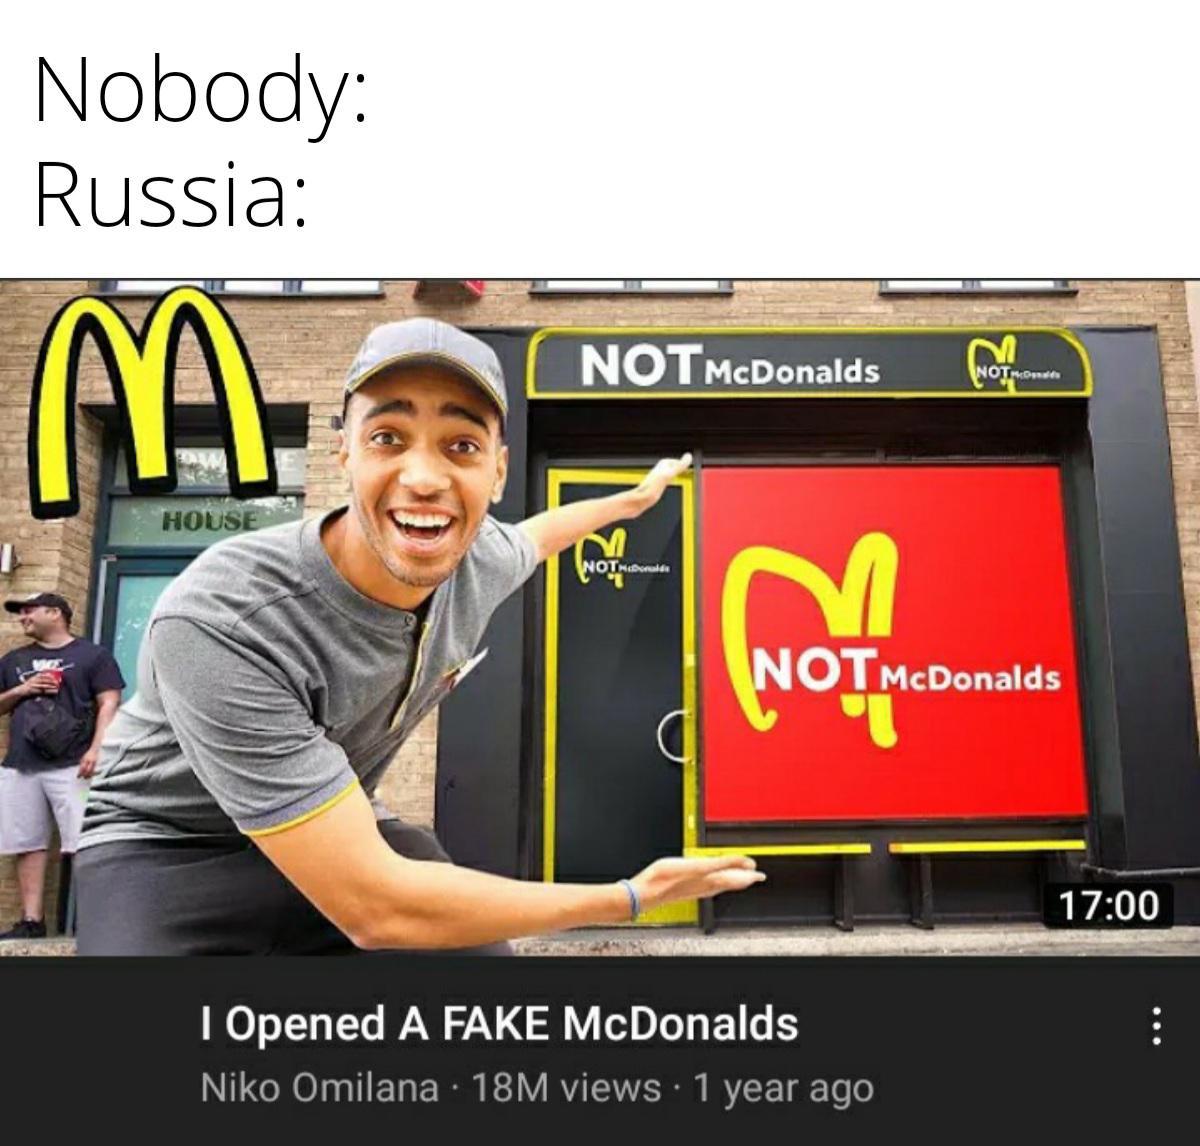 Nobody:
Russia:
NOT McDonalds
NOT McDonalds
HOUSE
NOT McDonalds
NOT McDonalds
17:00
I Opened A FAKE McDonalds
Niko Omilana · 18M views · 1 year ago